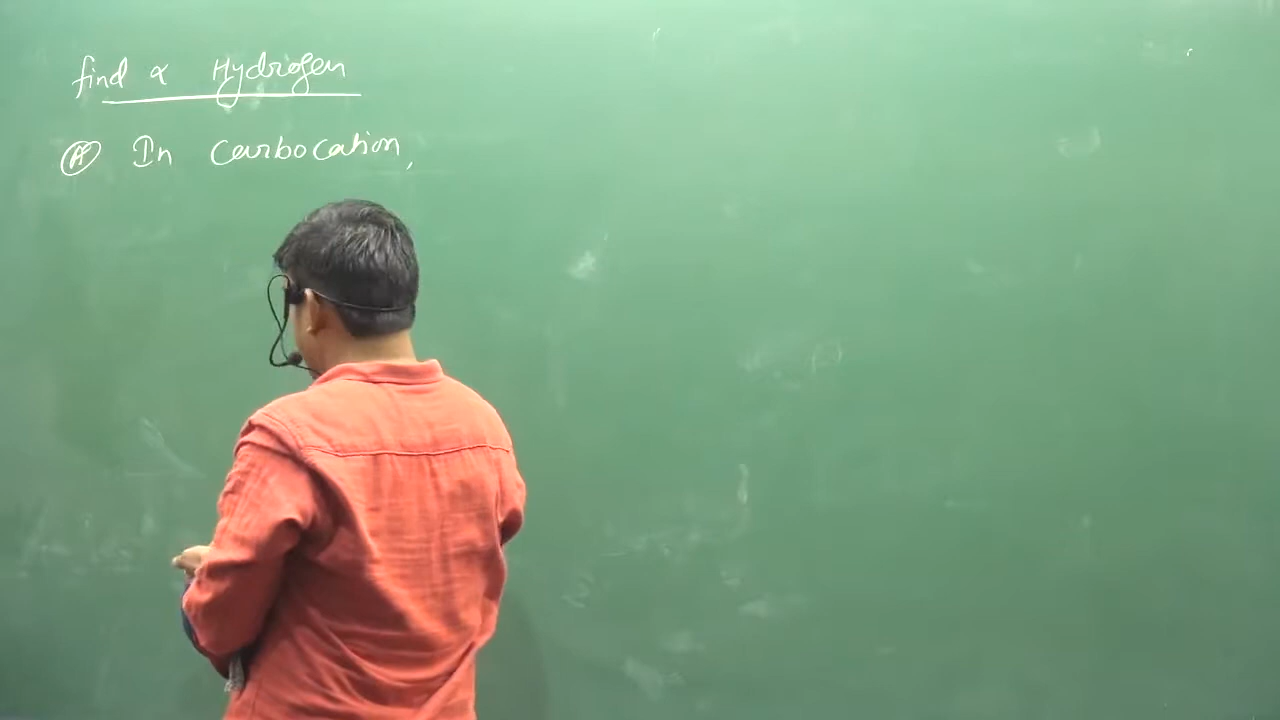 find α Hydrogen
Ⓐ In Carbocation,